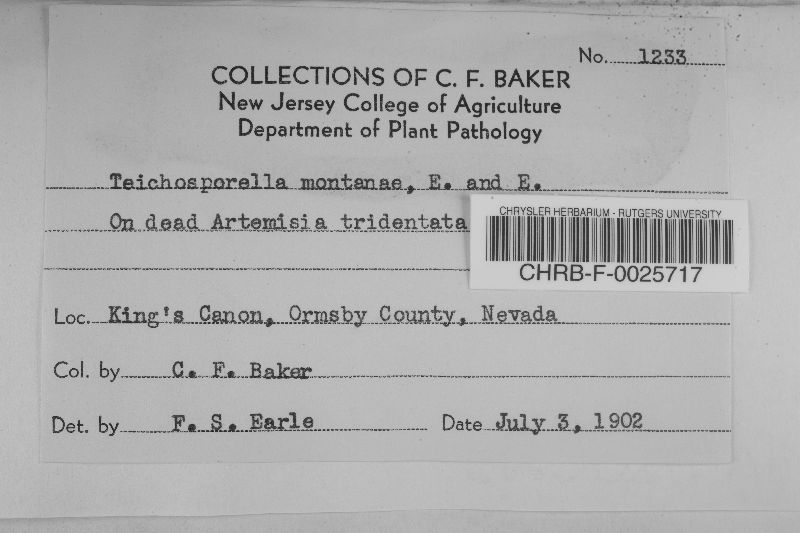 No. 1233
COLLECTIONS OF C. F. BAKER
New Jersey College of Agriculture
Department of Plant Pathology
Teichosporella montanae, E. and E.
On dead Artemisia tridentata
CHRYSLER HERBARIUM - RUTGERS UNIVERSITY
CHRB-F-0025717
Loc. King's Canon, Ormsby County, Nevada
Col. by C. F. Baker
Det. by F. S. Earle Date July 3, 1902